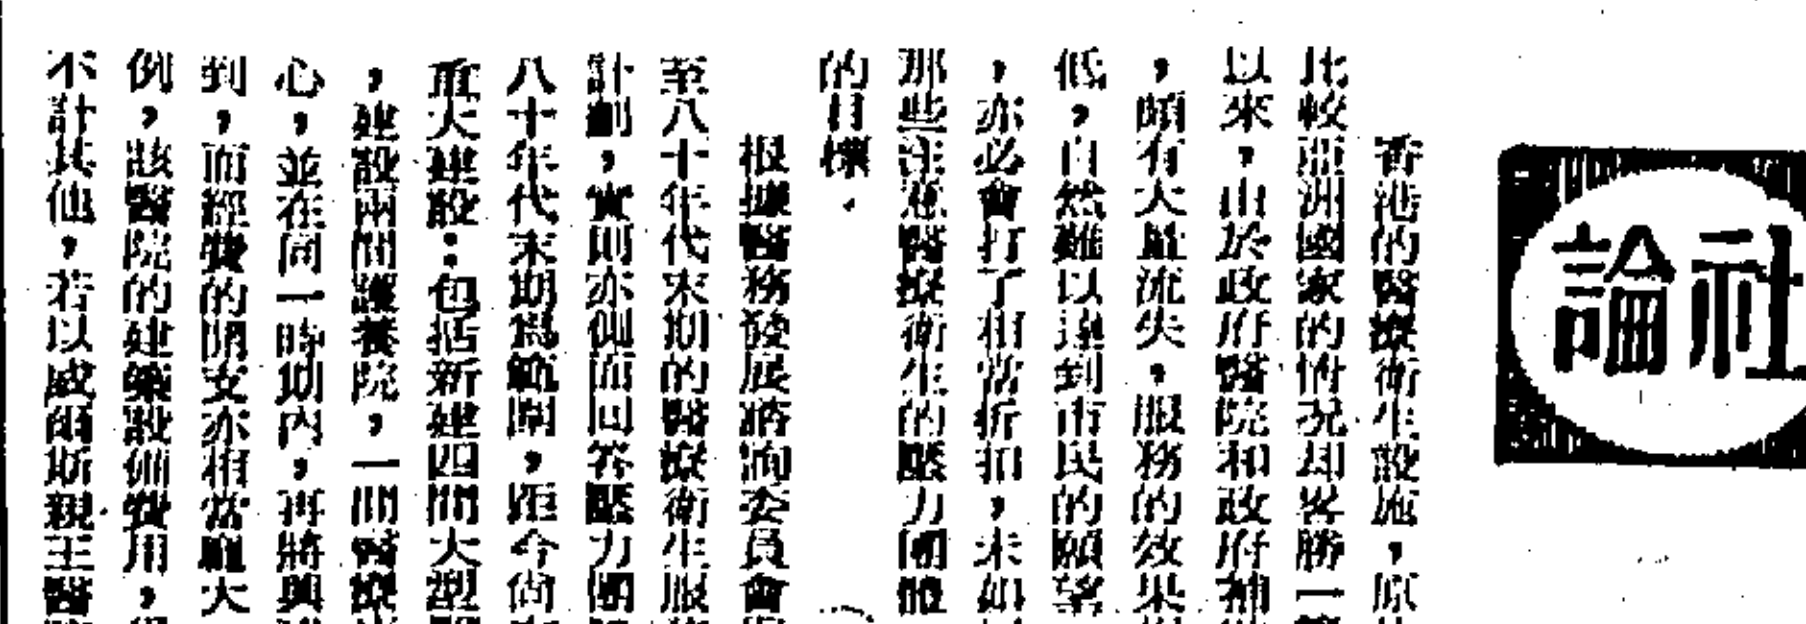 社論
香港的醫療衛生設施，原
比較亞洲國家的情況却畧勝一籌
以來，由於政府醫院和政府補
，頗有大量流失，服務的效果
低，自然難以達到市民的願望
，亦必會打了相當折扣，未如
那些注意醫療衛生的壓力團體
的目標．
根據醫務發展諮詢委員會
至八十年代末期的醫療衛生服
計劃，實則亦側面回答壓力團
八十年代末期為範圍，距今尚
重大建設：包括新建四間大型醫
，建設兩間護養院，一間醫療
心，並在同一時期內，再將興
到，而經費的開支亦相當龐大
例，該醫院的建築設備費用，
不計其他，若以威爾斯親王醫